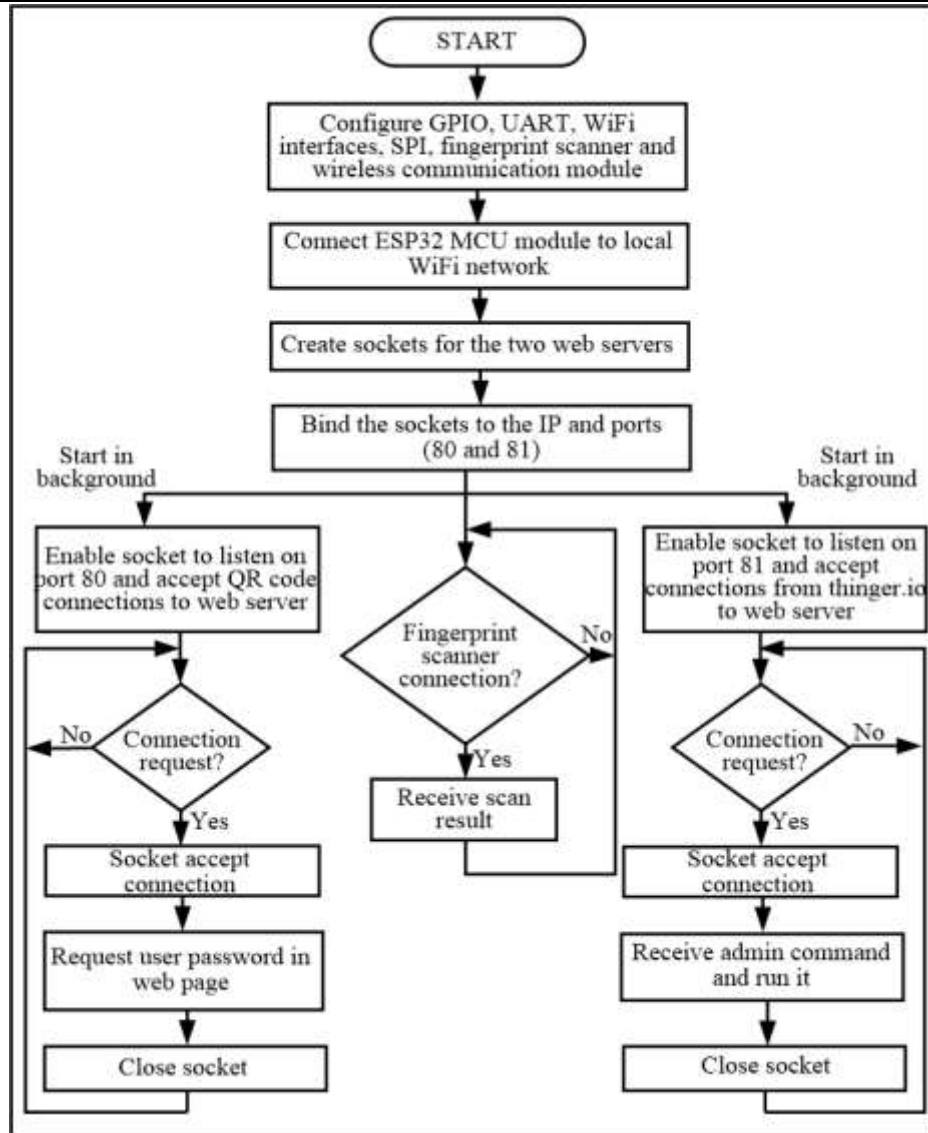 START
Configure GPIO, UART, WiFi
interfaces, SPI, fingerprint scanner and
wireless communication module
Connect ESP32 MCU module to local
WiFi network
Create sockets for the two web servers
Bind the sockets to the IP and ports
(80 and 81)
Start in
background
Start in
background
Enable socket to listen on
port 80 and accept QR code
connections to web server
Fingerprint
scanner
connection?
No
Yes
Receive scan
result
Enable socket to listen on
port 81 and accept
connections from thinger.io
to web server
No
Connection
request?
Yes
Socket accept
connection
Request user password in
web page
Close socket
Connection
request?
No
Yes
Socket accept
connection
Receive admin command
and run it
Close socket